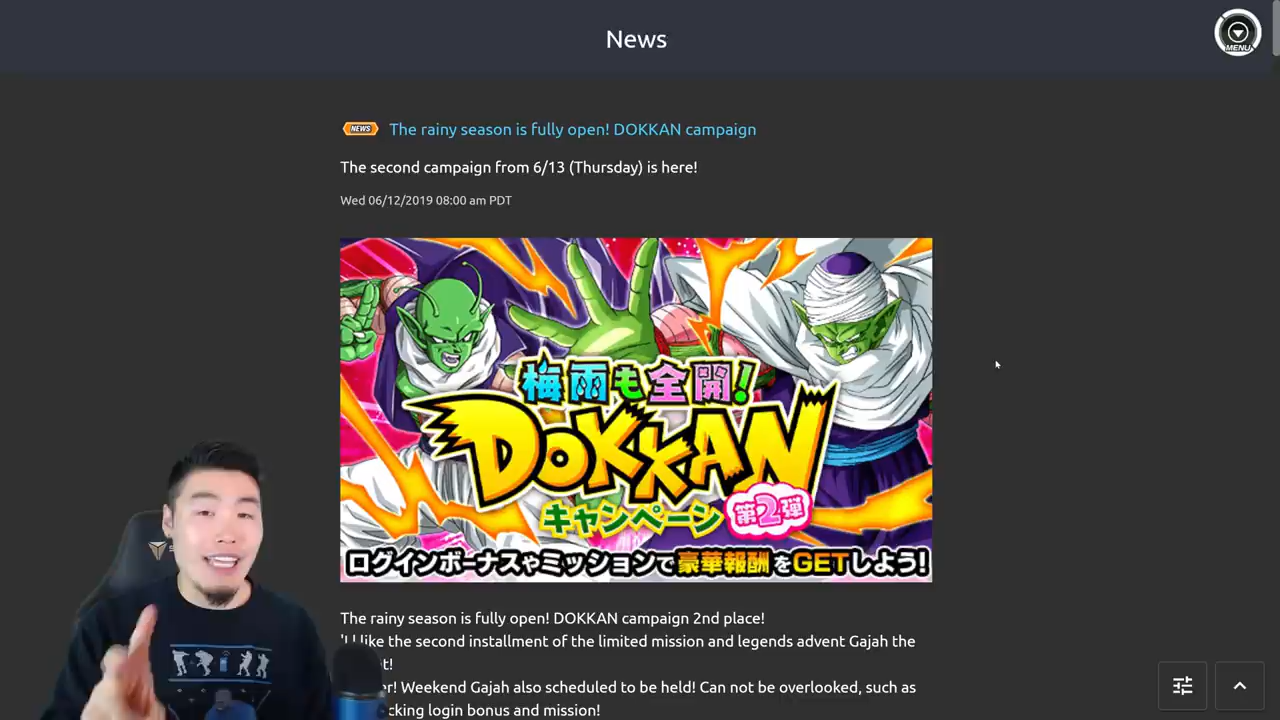 News
MENU
NEWS The rainy season is fully open! DOKKAN campaign
The second campaign from 6/13 (Thursday) is here!
Wed 06/12/2019 08:00 am PDT
梅雨も全開!
DOKKAN
キャンペーン 第2弾
ログインボーナスやミッションで豪華報酬をGETしよう!
The rainy season is fully open! DOKKAN campaign 2nd place!
like the second installment of the limited mission and legends advent Gajah the
Weekend Gajah also scheduled to be held! Can not be overlooked, such as
login bonus and mission!